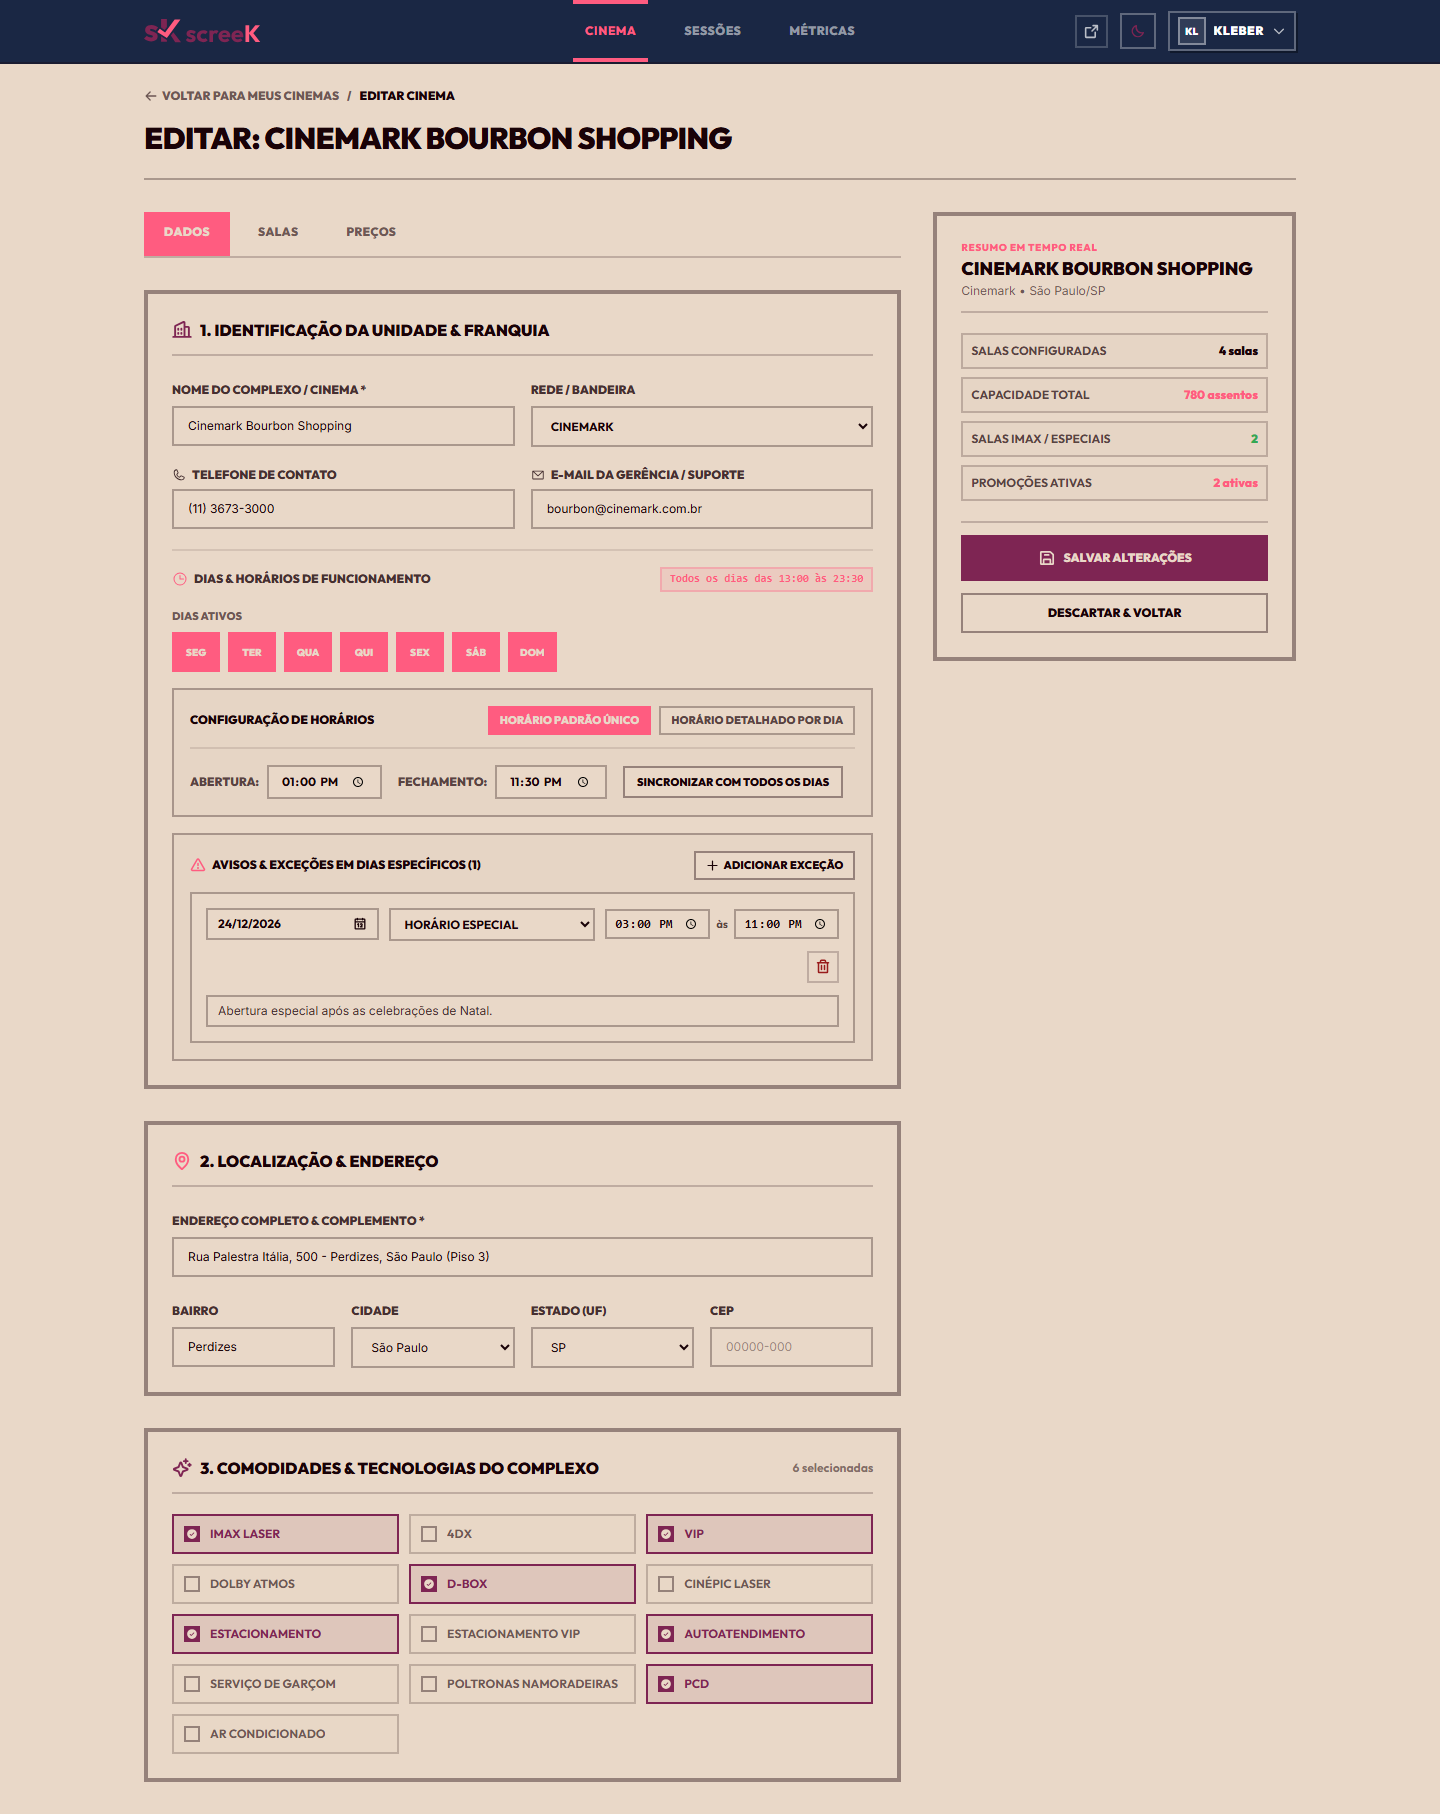 SK screeK
CINEMA
SESSÕES
MÉTRICAS
KL KLEBER
← VOLTAR PARA MEUS CINEMAS / EDITAR CINEMA
EDITAR: CINEMARK BOURBON SHOPPING
DADOS
SALAS
PREÇOS
1. IDENTIFICAÇÃO DA UNIDADE & FRANQUIA
NOME DO COMPLEXO / CINEMA *
REDE / BANDEIRA
Cinemark Bourbon Shopping
CINEMARK
TELEFONE DE CONTATO
E-MAIL DA GERÊNCIA / SUPORTE
(11) 3673-3000
bourbon@cinemark.com.br
DIAS & HORÁRIOS DE FUNCIONAMENTO
Todos os dias das 13:00 às 23:30
DIAS ATIVOS
SEG
TER
QUA
QUI
SEX
SÁB
DOM
CONFIGURAÇÃO DE HORÁRIOS
HORÁRIO PADRÃO ÚNICO
HORÁRIO DETALHADO POR DIA
ABERTURA: 01:00 PM
FECHAMENTO: 11:30 PM
SINCRONIZAR COM TODOS OS DIAS
AVISOS & EXCEÇÕES EM DIAS ESPECÍFICOS (1)
+ ADICIONAR EXCEÇÃO
24/12/2026
HORÁRIO ESPECIAL
03:00 PM às 11:00 PM
Abertura especial após as celebrações de Natal.
2. LOCALIZAÇÃO & ENDEREÇO
ENDEREÇO COMPLETO & COMPLEMENTO *
Rua Palestra Itália, 500 - Perdizes, São Paulo (Piso 3)
BAIRRO
CIDADE
ESTADO (UF)
CEP
Perdizes
São Paulo
SP
00000-000
3. COMODIDADES & TECNOLOGIAS DO COMPLEXO
6 selecionadas
IMAX LASER
4DX
VIP
DOLBY ATMOS
D-BOX
CINÉPIC LASER
ESTACIONAMENTO
ESTACIONAMENTO VIP
AUTOATENDIMENTO
SERVIÇO DE GARÇOM
POLTRONAS NAMORADEIRAS
PCD
AR CONDICIONADO
RESUMO EM TEMPO REAL
CINEMARK BOURBON SHOPPING
Cinemark • São Paulo/SP
SALAS CONFIGURADAS 4 salas
CAPACIDADE TOTAL 780 assentos
SALAS IMAX / ESPECIAIS 2
PROMOÇÕES ATIVAS 2 ativas
SALVAR ALTERAÇÕES
DESCARTAR & VOLTAR